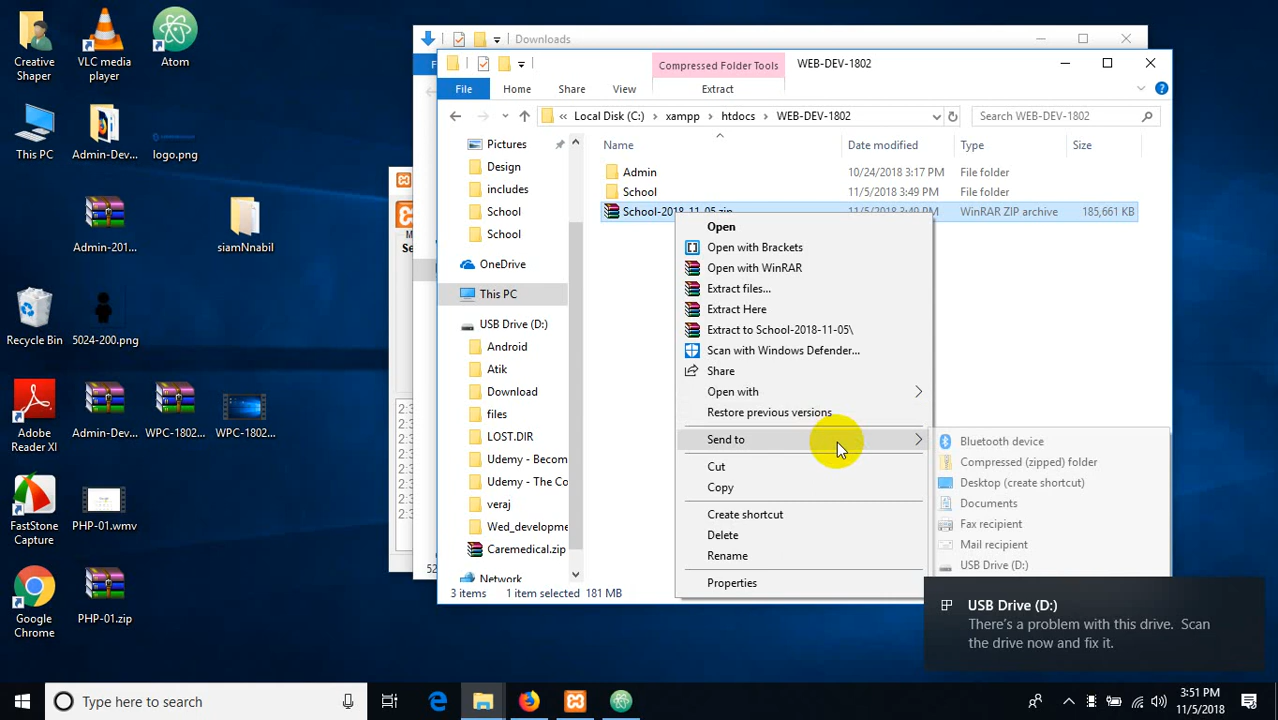 Creative
Shaper
VLC media
player
Atom
This PC
Admin-Dev...
logo.png
Admin-201...
siamNnabil
Recycle Bin
5024-200.png
Adobe
Reader XI
Admin-Dev...
WPC-1802...
WPC-1802...
FastStone
Capture
PHP-01.wmv
Google
Chrome
PHP-01.zip
Downloads
Compressed Folder Tools
WEB-DEV-1802
File
Home
Share
View
Extract
« Local Disk (C:) › xampp › htdocs › WEB-DEV-1802
Search WEB-DEV-1802
Name
Date modified
Type
Size
Admin
10/24/2018 3:17 PM
File folder
School
11/5/2018 3:49 PM
File folder
School-2018-11-05.zip
11/5/2018 3:49 PM
WinRAR ZIP archive
185,661 KB
Pictures
Design
includes
School
School
OneDrive
This PC
USB Drive (D:)
Android
Atik
Download
files
LOST.DIR
Udemy - Becom
Udemy - The Co
veraj
Wed_developme
Caremedical.zip
Network
3 items
1 item selected 181 MB
Open
Open with Brackets
Open with WinRAR
Extract files...
Extract Here
Extract to School-2018-11-05\
Scan with Windows Defender...
Share
Open with
Restore previous versions
Send to
Cut
Copy
Create shortcut
Delete
Rename
Properties
Bluetooth device
Compressed (zipped) folder
Desktop (create shortcut)
Documents
Fax recipient
Mail recipient
USB Drive (D:)
USB Drive (D:)
There's a problem with this drive. Scan
the drive now and fix it.
Type here to search
3:51 PM
11/5/2018